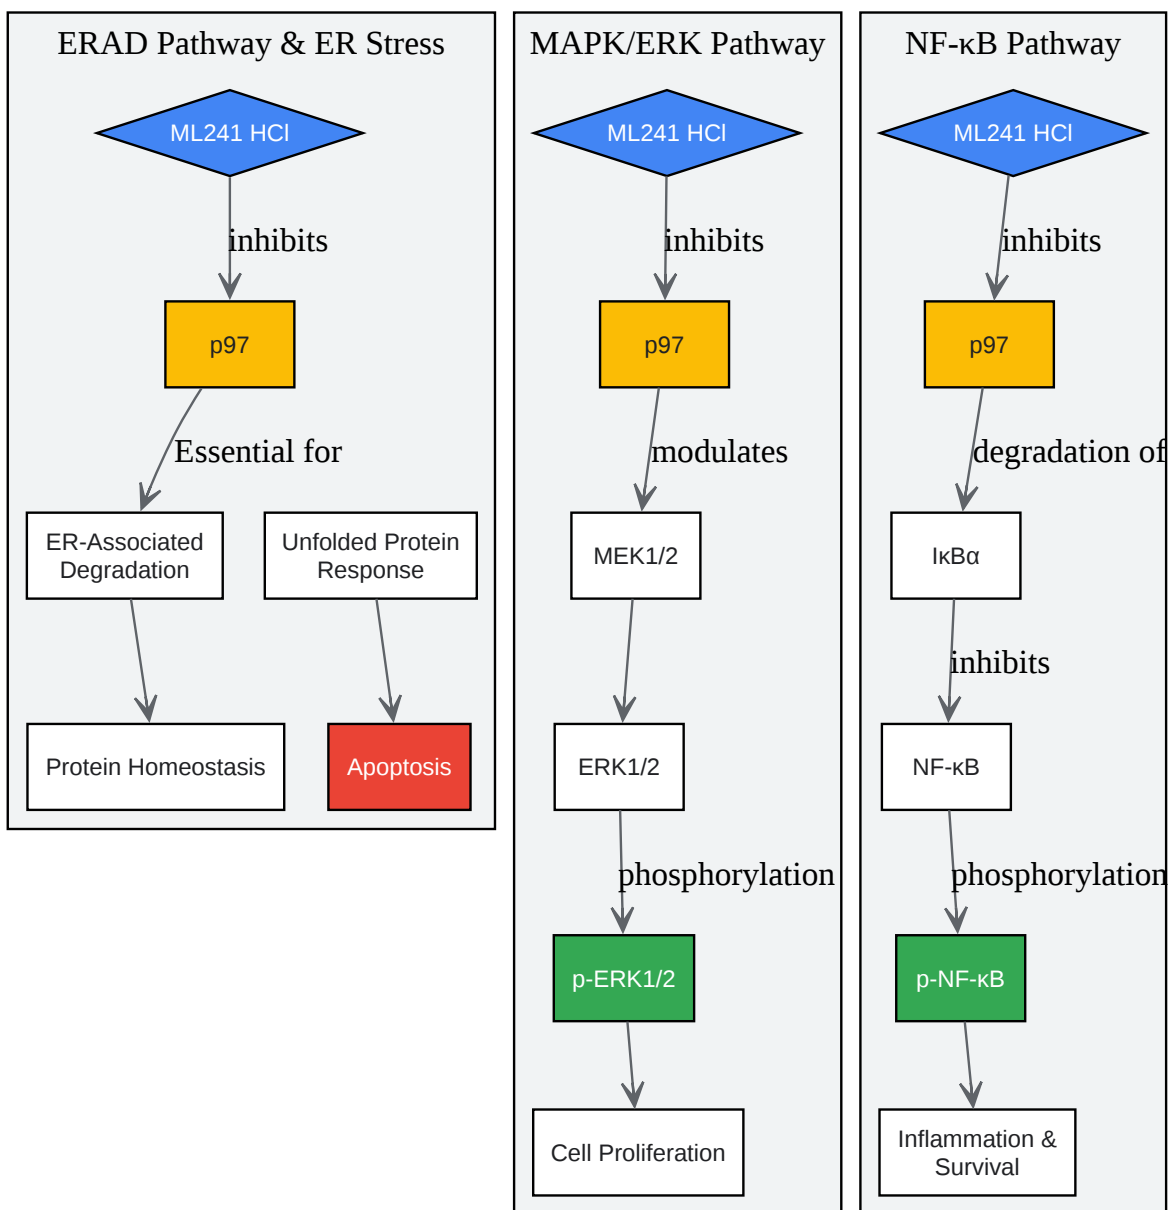 ERAD Pathway & ER Stress
ML241 HCl
inhibits
p97
Essential for
ER-Associated
Degradation
Unfolded Protein
Response
Protein Homeostasis
Apoptosis
MAPK/ERK Pathway
ML241 HCl
inhibits
p97
modulates
MEK1/2
ERK1/2
phosphorylation
p-ERK1/2
Cell Proliferation
NF-κB Pathway
ML241 HCl
inhibits
p97
degradation of
IκBα
inhibits
NF-κB
phosphorylation
p-NF-κB
Inflammation &
Survival